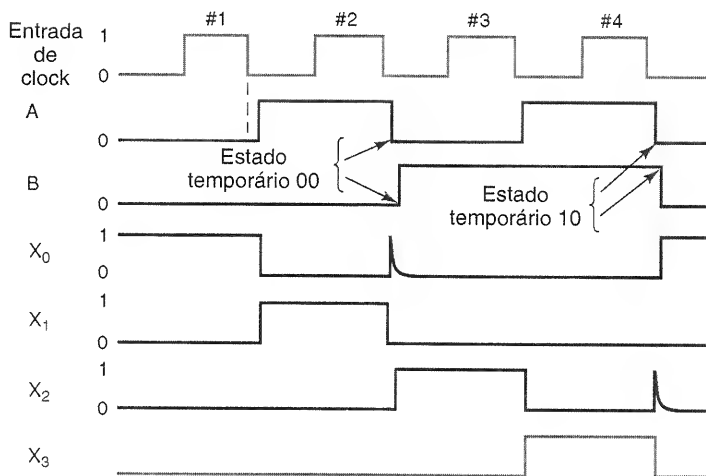 #1 #2 #3 #4
Entrada
de
clock
1
0
A
0
Estado
temporário 00
B
0
Estado
temporário 10
X0
1
0
X1
1
0
X2
1
0
X3